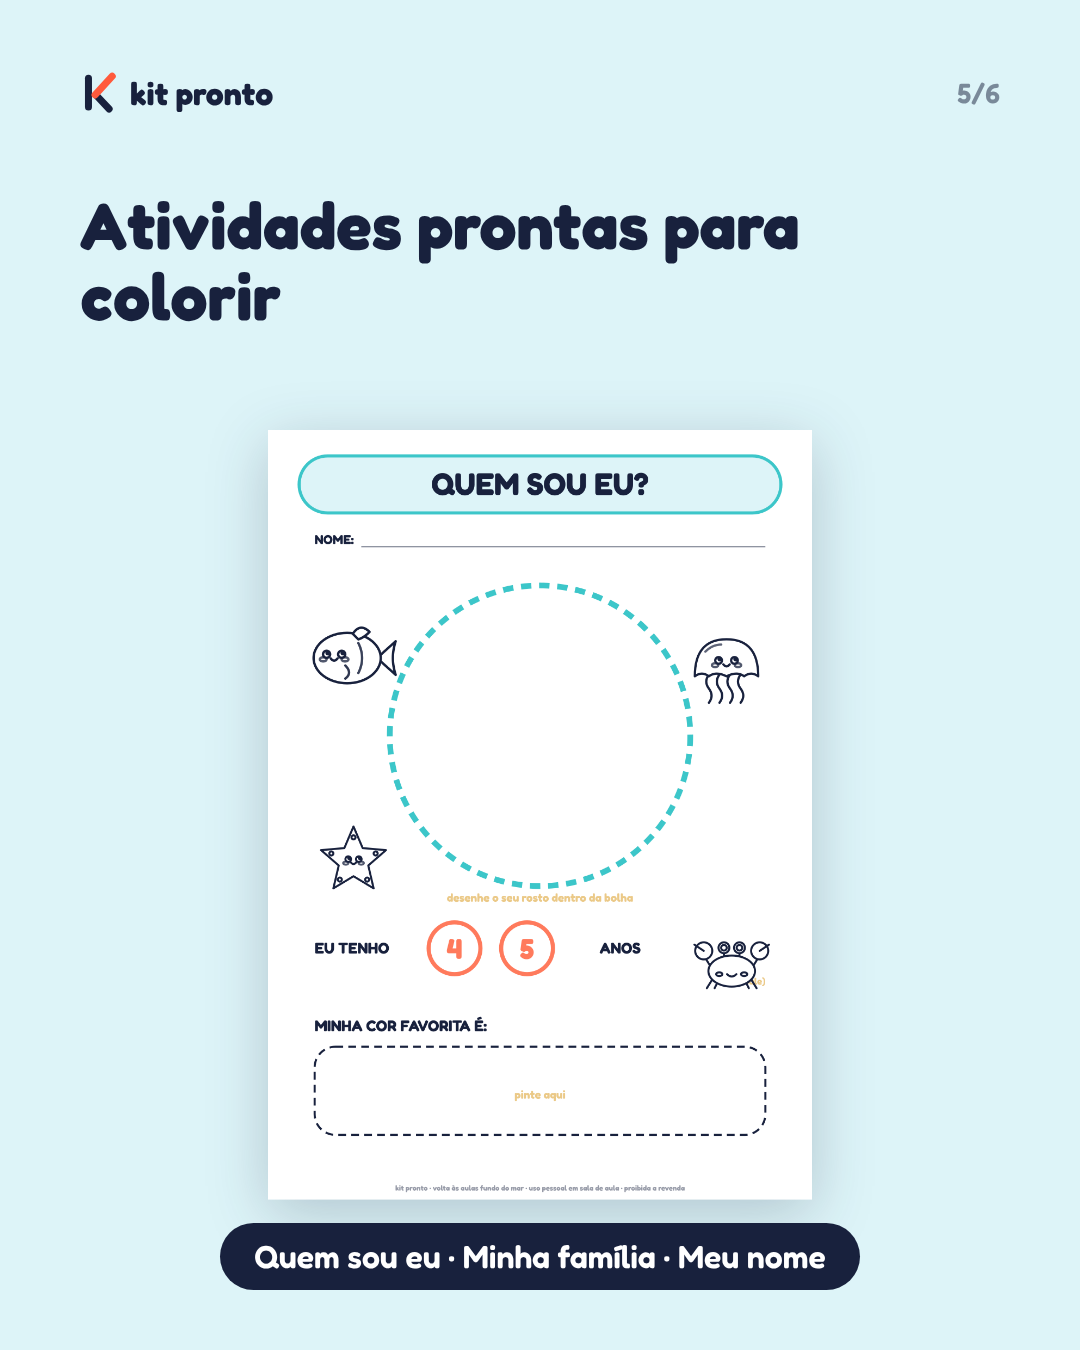 kit pronto
5/6
Atividades prontas para
colorir
QUEM SOU EU?
NOME:
desenhe o seu rosto dentro da bolha
EU TENHO 4 5 ANOS
MINHA COR FAVORITA É:
pinte aqui
kit pronto · volta às aulas fundo do mar · uso pessoal em sala de aula · proibida a revenda
Quem sou eu · Minha família · Meu nome